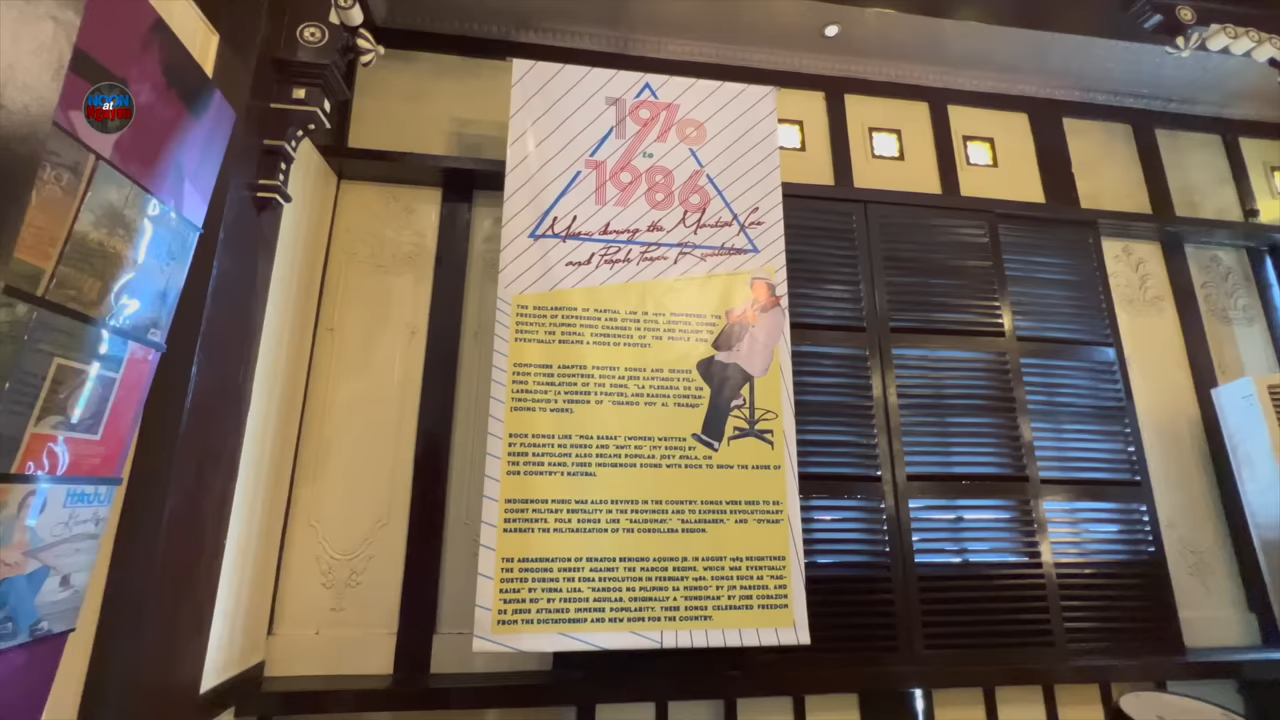 NOON
at
Ngayon
1970
to
1986
Music during the Martial Law
and People Power Revolution
THE DECLARATION OF MARTIAL LAW IN 1972 SUPPRESSED THE
FREEDOM OF EXPRESSION AND OTHER CIVIL LIBERTIES. CONSE-
QUENTLY, FILIPINO MUSIC CHANGED IN FORM AND MELODY TO
DEPICT THE DISMAL EXPERIENCES OF THE PEOPLE AND
EVENTUALLY BECAME A MODE OF PROTEST.
COMPOSERS ADAPTED PROTEST SONGS AND GENRES
FROM OTHER COUNTRIES, SUCH AS JESS SANTIAGO'S FILI-
PINO TRANSLATION OF THE SONG, "LA PLEGARIA DE UN
LABRADOR" (A WORKER'S PRAYER), AND KARINA CONSTAN-
TINO-DAVID'S VERSION OF "CUANDO VOY AL TRABAJO"
(GOING TO WORK).
ROCK SONGS LIKE "MGA BABAE" (WOMEN) WRITTEN
BY FLORANTE NG HUKBO AND "AWIT KO" (MY SONG) BY
HEBER BARTOLOME ALSO BECAME POPULAR. JOEY AYALA, ON
THE OTHER HAND, FUSED INDIGENOUS SOUND WITH ROCK TO SHOW THE ABUSE OF
OUR COUNTRY'S NATURAL
INDIGENOUS MUSIC WAS ALSO REVIVED IN THE COUNTRY. SONGS WERE USED TO RE-
COUNT MILITARY BRUTALITY IN THE PROVINCES AND TO EXPRESS REVOLUTIONARY
SENTIMENTS. FOLK SONGS LIKE "SALIDUMAY," "BALASIBASEM," AND "OYNADI"
NARRATE THE MILITARIZATION OF THE CORDILLERA REGION.
THE ASSASSINATION OF SENATOR BENIGNO AQUINO JR. IN AUGUST 1983 HEIGHTENED
THE ONGOING UNREST AGAINST THE MARCOS REGIME, WHICH WAS EVENTUALLY
OUSTED DURING THE EDSA REVOLUTION IN FEBRUARY 1986. SONGS SUCH AS "MAG-
KAISA" BY VIRNA LISA, "HANDOG NG PILIPINO SA MUNDO" BY JIM PAREDES, AND
"BAYAN KO" BY FREDDIE AGUILAR, ORIGINALLY A "KUNDIMAN" BY JOSE CORAZON
DE JESUS ATTAINED IMMENSE POPULARITY. THESE SONGS CELEBRATED FREEDOM
FROM THE DICTATORSHIP AND NEW HOPE FOR THE COUNTRY.
HAJJI